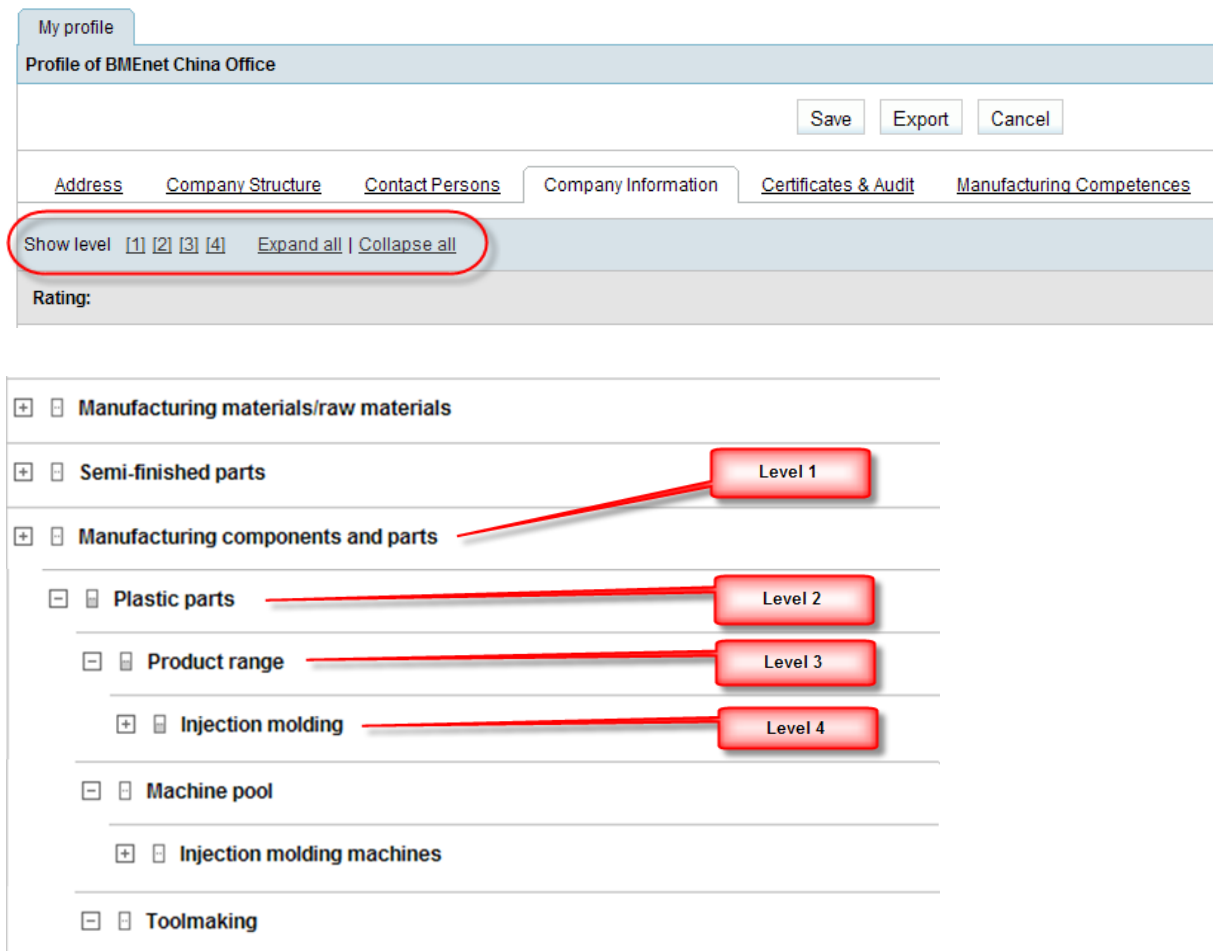 My profile
Profile of BMEnet China Office
Save Export Cancel
Address Company Structure Contact Persons Company Information Certificates & Audit Manufacturing Competences
Show level [1] [2] [3] [4] Expand all | Collapse all
Rating:
Manufacturing materials/raw materials
Semi-finished parts
Level 1
Manufacturing components and parts
Plastic parts
Level 2
Product range
Level 3
Injection molding
Level 4
Machine pool
Injection molding machines
Toolmaking